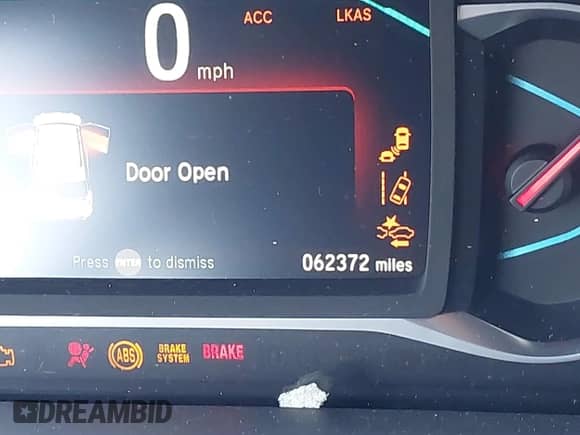 ACC LKAS
0 mph
Door Open
Press ENTER to dismiss
062372 miles
ABS BRAKE SYSTEM BRAKE
DREAMBID